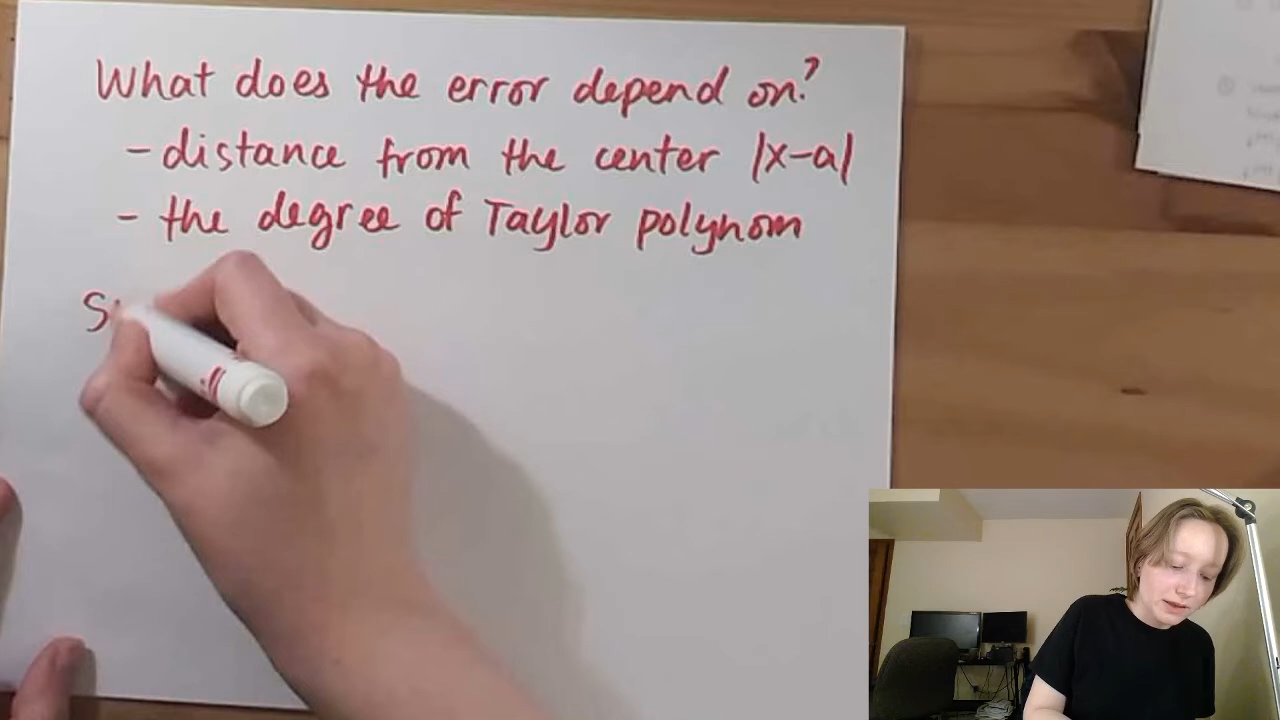 What does the error depend on?
- distance from the center |x-a|
- the degree of Taylor polynom